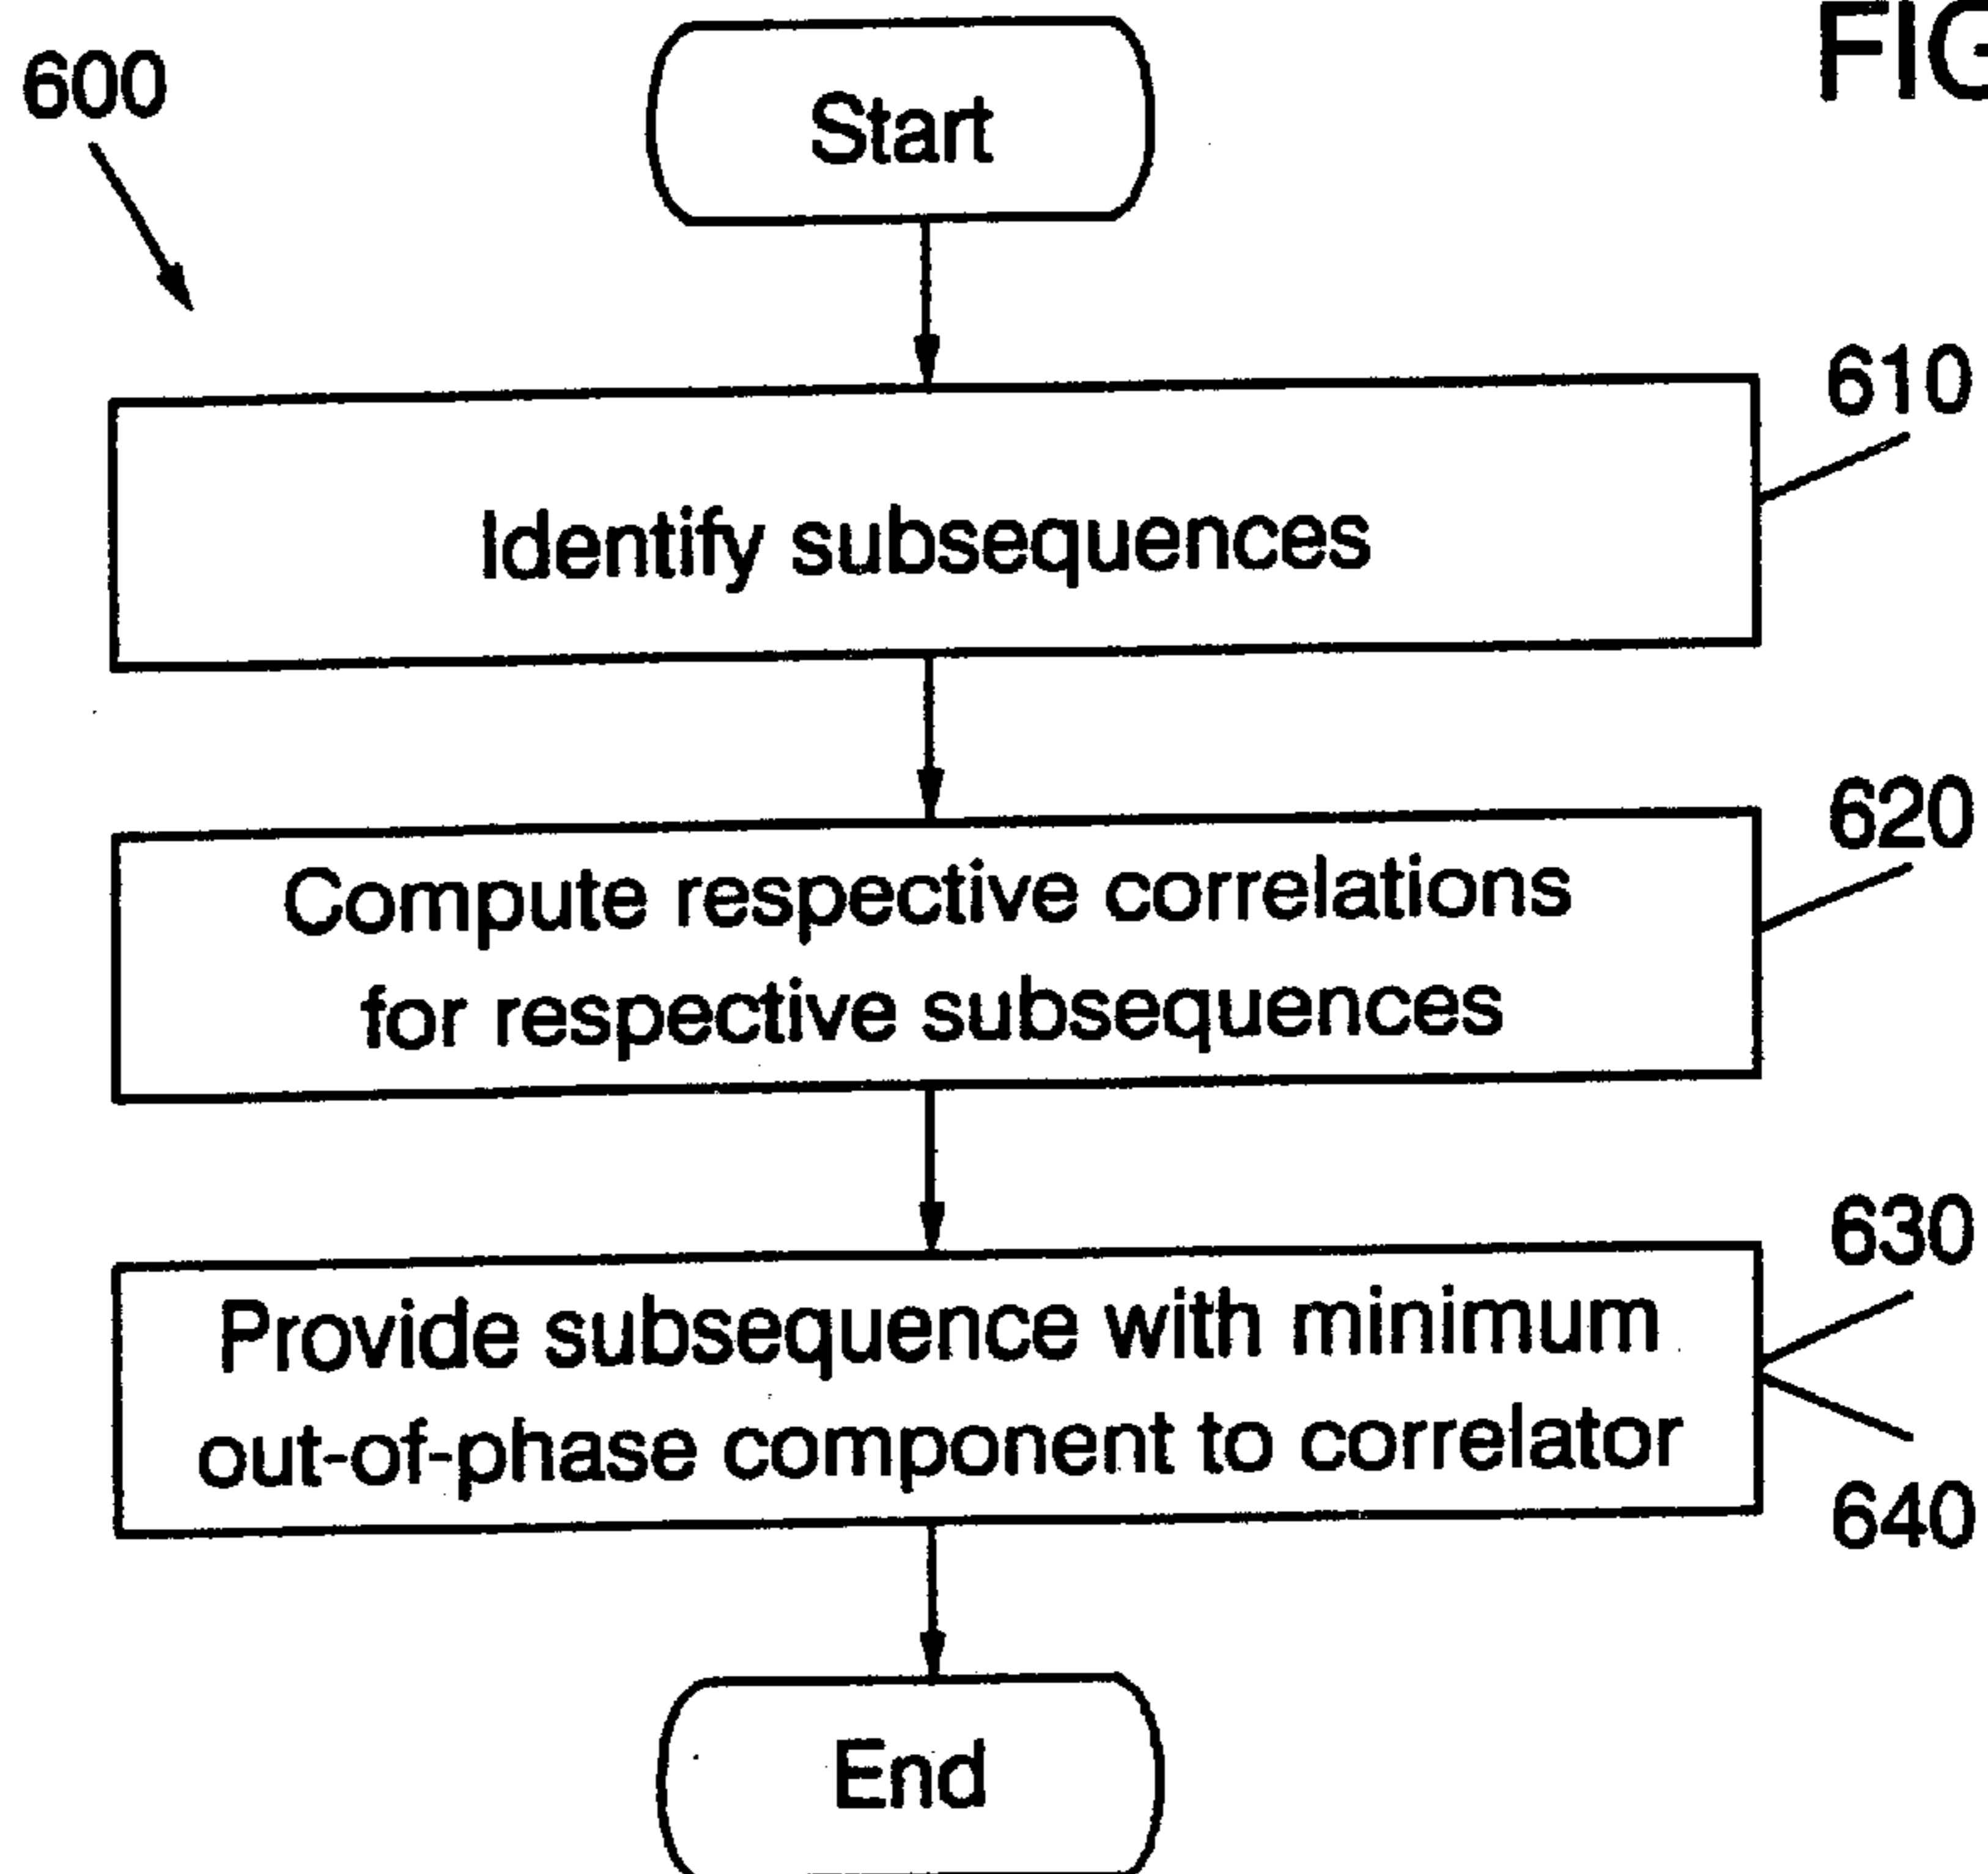 600
Start
FIG
610
Identify subsequences
620
Compute respective correlations
for respective subsequences
630
Provide subsequence with minimum
out-of-phase component to correlator
640
End